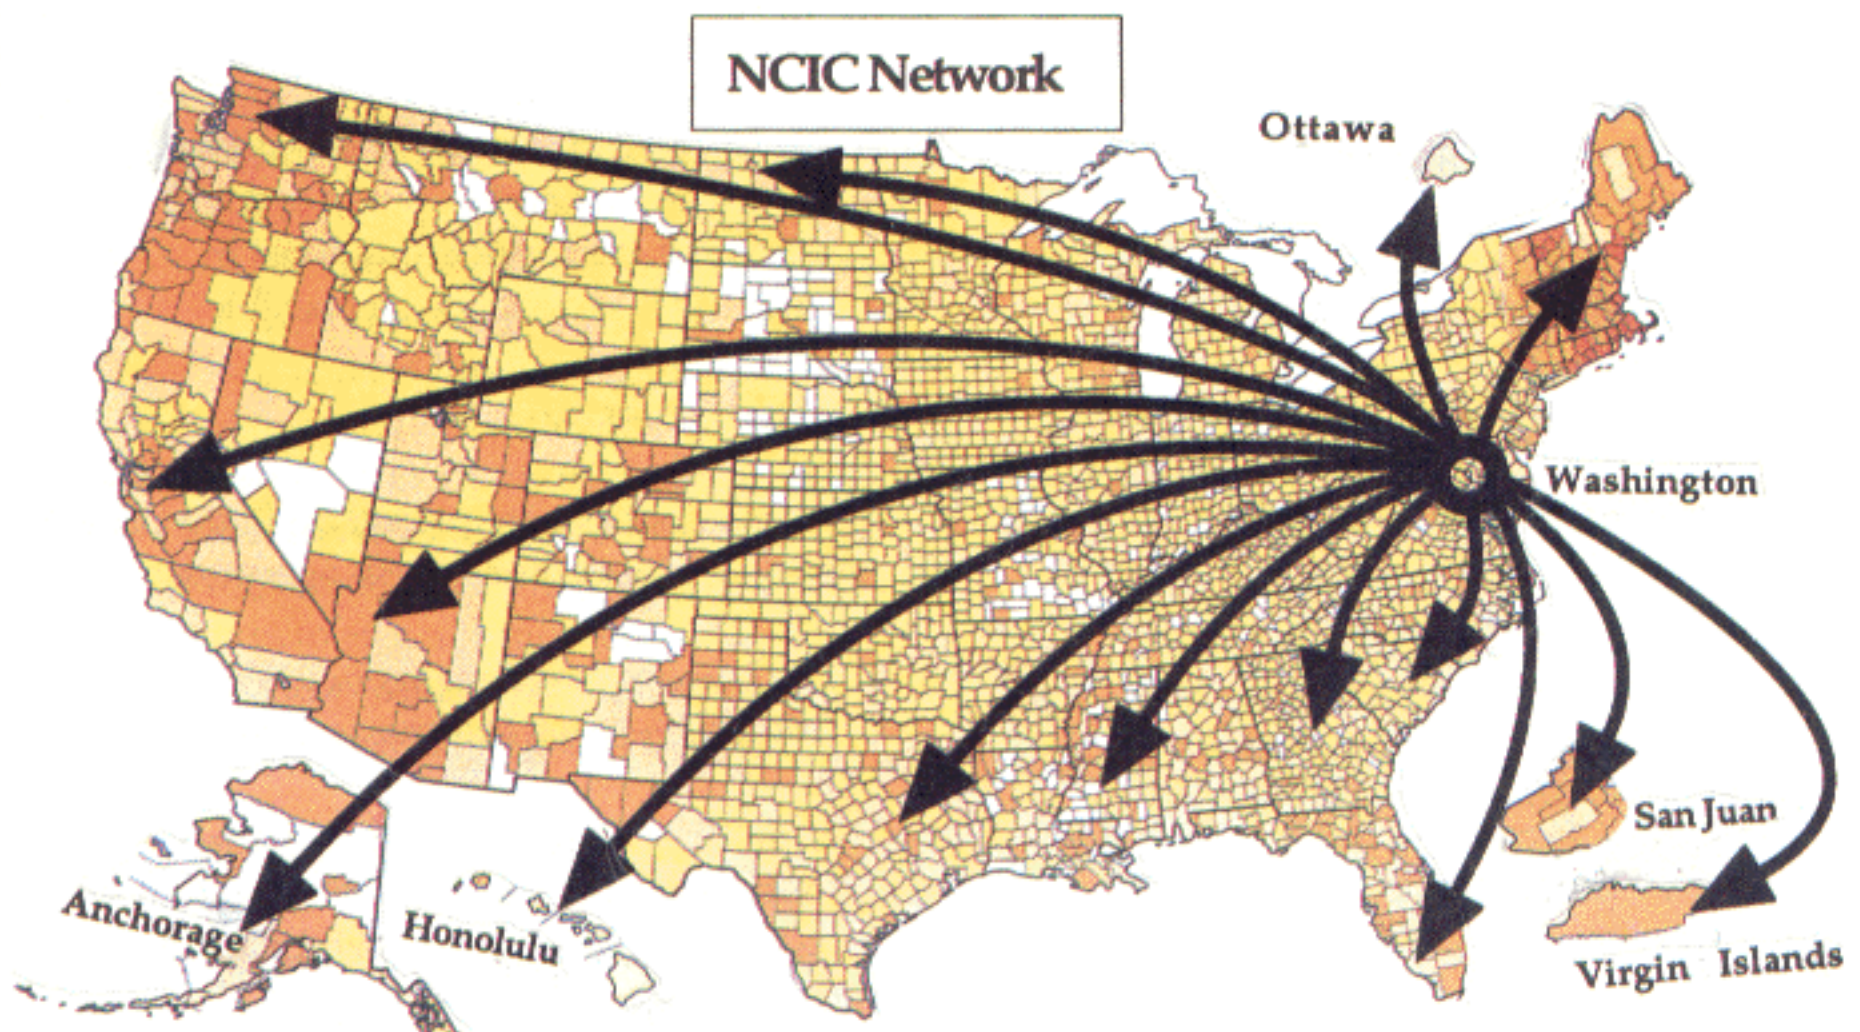 NCIC Network
Ottawa
Washington
San Juan
Anchorage
Honolulu
Virgin Islands